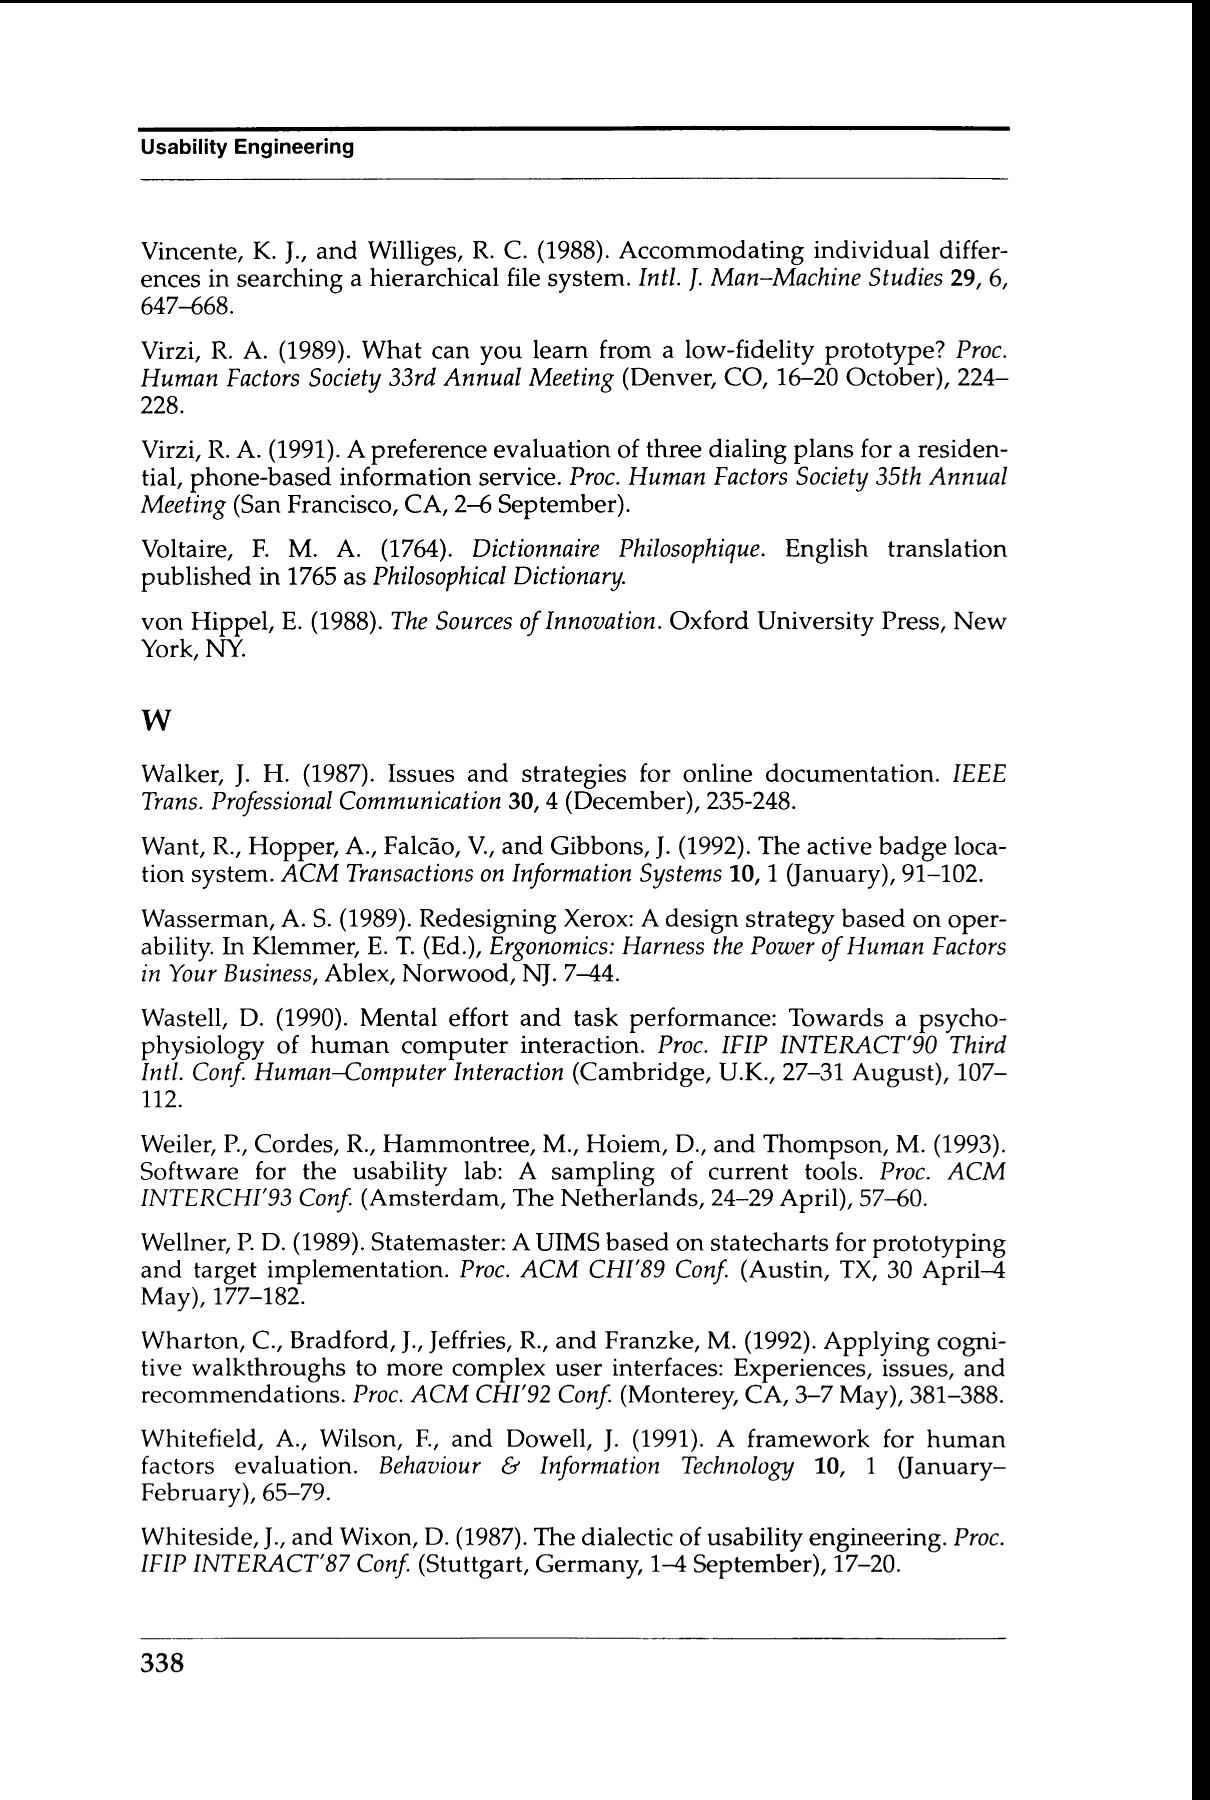 Usability Engineering
Vincente, K. J., and Williges, R. C. (1988). Accommodating individual differ-
ences in searching a hierarchical file system. Intl. J. Man–Machine Studies 29, 6,
647–668.
Virzi, R. A. (1989). What can you learn from a low-fidelity prototype? Proc.
Human Factors Society 33rd Annual Meeting (Denver, CO, 16–20 October), 224–
228.
Virzi, R. A. (1991). A preference evaluation of three dialing plans for a residen-
tial, phone-based information service. Proc. Human Factors Society 35th Annual
Meeting (San Francisco, CA, 2–6 September).
Voltaire, F. M. A. (1764). Dictionnaire Philosophique. English translation
published in 1765 as Philosophical Dictionary.
von Hippel, E. (1988). The Sources of Innovation. Oxford University Press, New
York, NY.
W
Walker, J. H. (1987). Issues and strategies for online documentation. IEEE
Trans. Professional Communication 30, 4 (December), 235-248.
Want, R., Hopper, A., Falcão, V., and Gibbons, J. (1992). The active badge loca-
tion system. ACM Transactions on Information Systems 10, 1 (January), 91–102.
Wasserman, A. S. (1989). Redesigning Xerox: A design strategy based on oper-
ability. In Klemmer, E. T. (Ed.), Ergonomics: Harness the Power of Human Factors
in Your Business, Ablex, Norwood, NJ. 7–44.
Wastell, D. (1990). Mental effort and task performance: Towards a psycho-
physiology of human computer interaction. Proc. IFIP INTERACT'90 Third
Intl. Conf. Human–Computer Interaction (Cambridge, U.K., 27–31 August), 107–
112.
Weiler, P., Cordes, R., Hammontree, M., Hoiem, D., and Thompson, M. (1993).
Software for the usability lab: A sampling of current tools. Proc. ACM
INTERCHI'93 Conf. (Amsterdam, The Netherlands, 24–29 April), 57–60.
Wellner, P. D. (1989). Statemaster: A UIMS based on statecharts for prototyping
and target implementation. Proc. ACM CHI'89 Conf. (Austin, TX, 30 April–4
May), 177–182.
Wharton, C., Bradford, J., Jeffries, R., and Franzke, M. (1992). Applying cogni-
tive walkthroughs to more complex user interfaces: Experiences, issues, and
recommendations. Proc. ACM CHI'92 Conf. (Monterey, CA, 3–7 May), 381–388.
Whitefield, A., Wilson, F., and Dowell, J. (1991). A framework for human
factors evaluation. Behaviour & Information Technology 10, 1 (January–
February), 65–79.
Whiteside, J., and Wixon, D. (1987). The dialectic of usability engineering. Proc.
IFIP INTERACT'87 Conf. (Stuttgart, Germany, 1–4 September), 17–20.
338